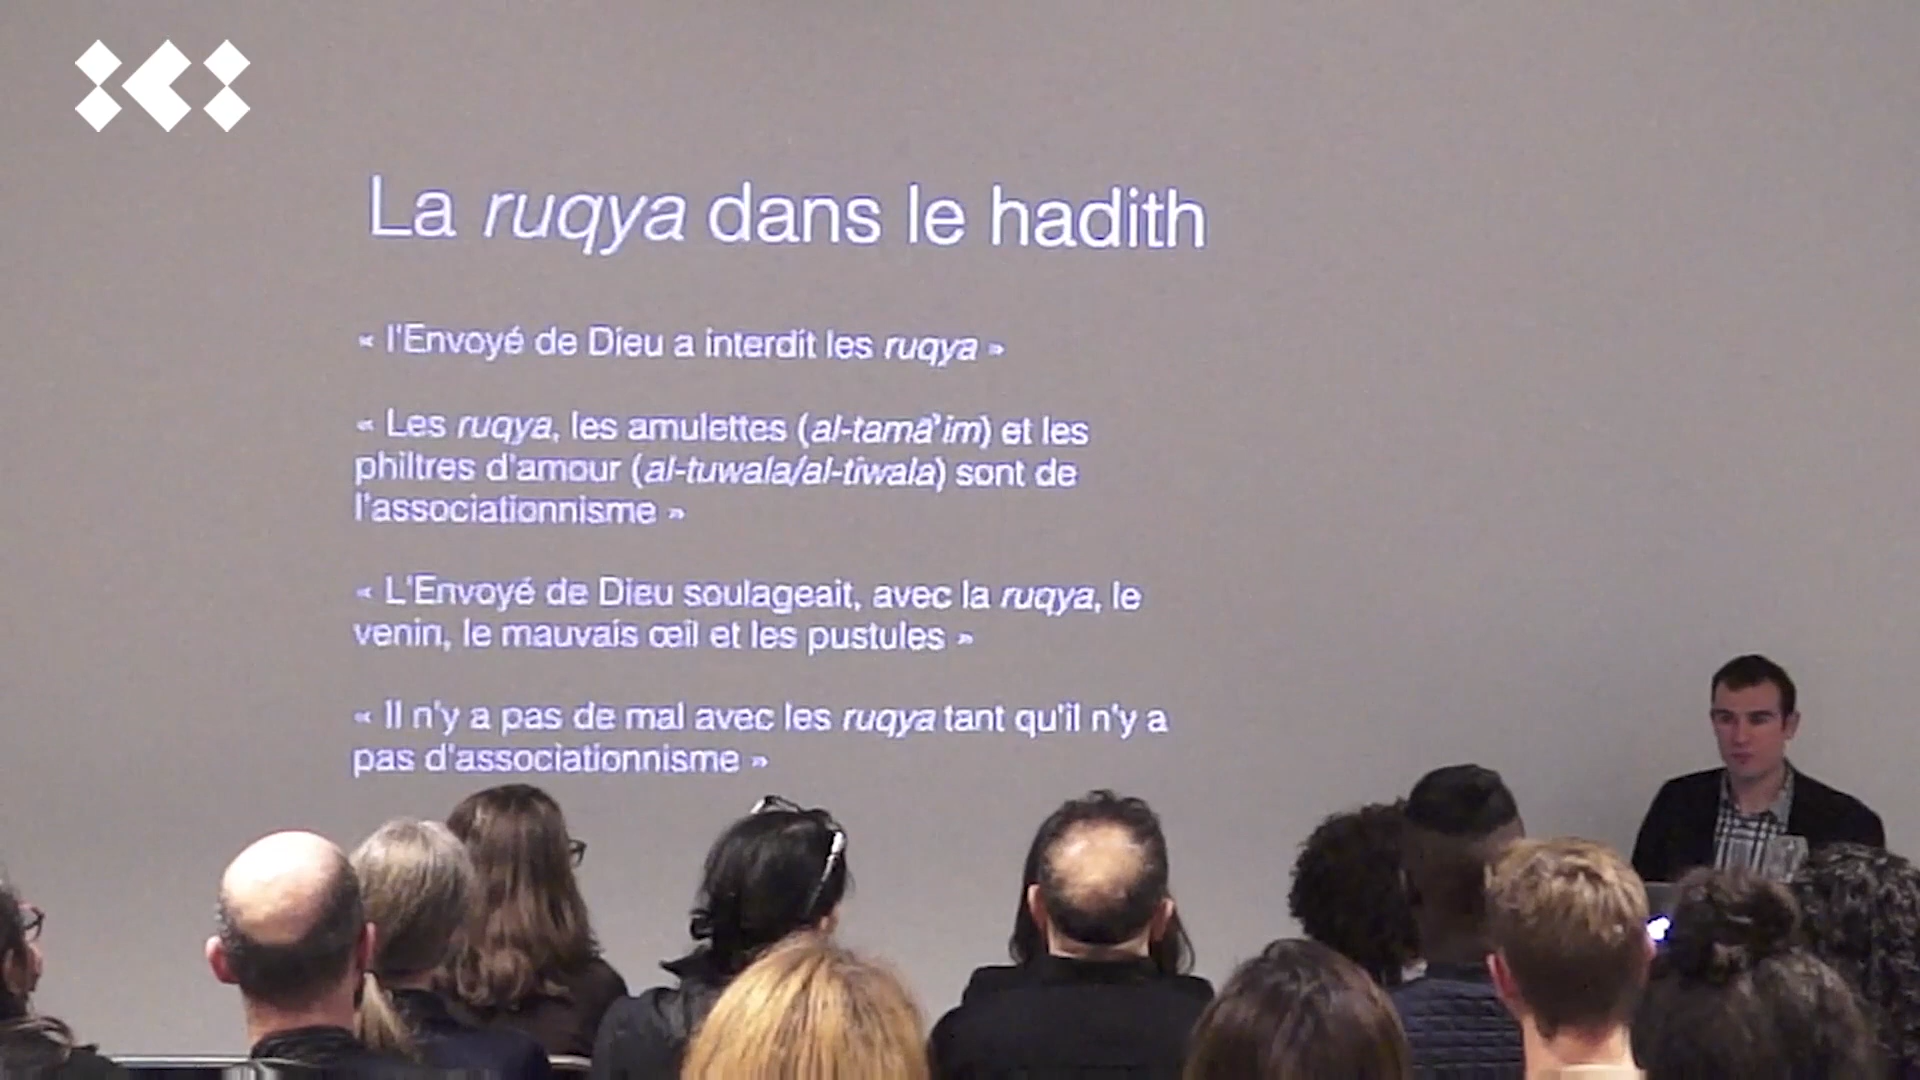 La ruqya dans le hadith
« l'Envoyé de Dieu a interdit les ruqya »
« Les ruqya, les amulettes (al-tamā'im) et les
philtres d'amour (al-tuwala/al-tiwala) sont de
l'associationnisme »
« L'Envoyé de Dieu soulageait, avec la ruqya, le
venin, le mauvais œil et les pustules »
« Il n'y a pas de mal avec les ruqya tant qu'il n'y a
pas d'associationnisme »